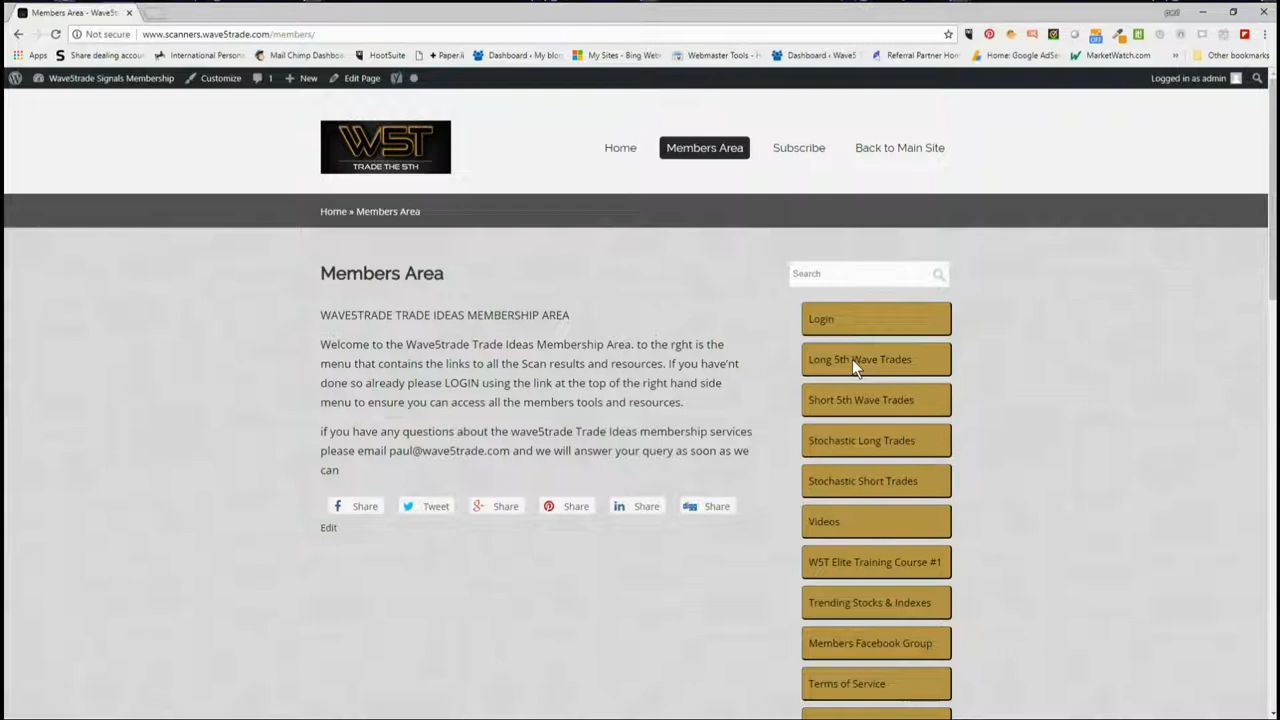 Members Area - Wave5t
Not secure www.scanners.wave5trade.com/members/
Apps Share dealing accou International Person Mail Chimp Dashbo HootSuite + Paper.li Dashboard ‹ My blog My Sites - Bing Web Webmaster Tools - H Dashboard ‹ Wave5 Referral Partner Hom Home: Google AdSe MarketWatch.com » Other bookmarks
Wave5trade Signals Membership Customize 1 New Edit Page Logged in as admin
W5T
TRADE THE 5TH
Home Members Area Subscribe Back to Main Site
Home » Members Area
Members Area
WAVE5TRADE TRADE IDEAS MEMBERSHIP AREA
Welcome to the Wave5trade Trade Ideas Membership Area. to the rght is the
menu that contains the links to all the Scan results and resources. If you have'nt
done so already please LOGIN using the link at the top of the right hand side
menu to ensure you can access all the members tools and resources.
if you have any questions about the wave5trade Trade Ideas membership services
please email paul@wave5trade.com and we will answer your query as soon as we
can
Share Tweet Share Share Share Share
Edit
Search
Login
Long 5th Wave Trades
Short 5th Wave Trades
Stochastic Long Trades
Stochastic Short Trades
Videos
W5T Elite Training Course #1
Trending Stocks & Indexes
Members Facebook Group
Terms of Service